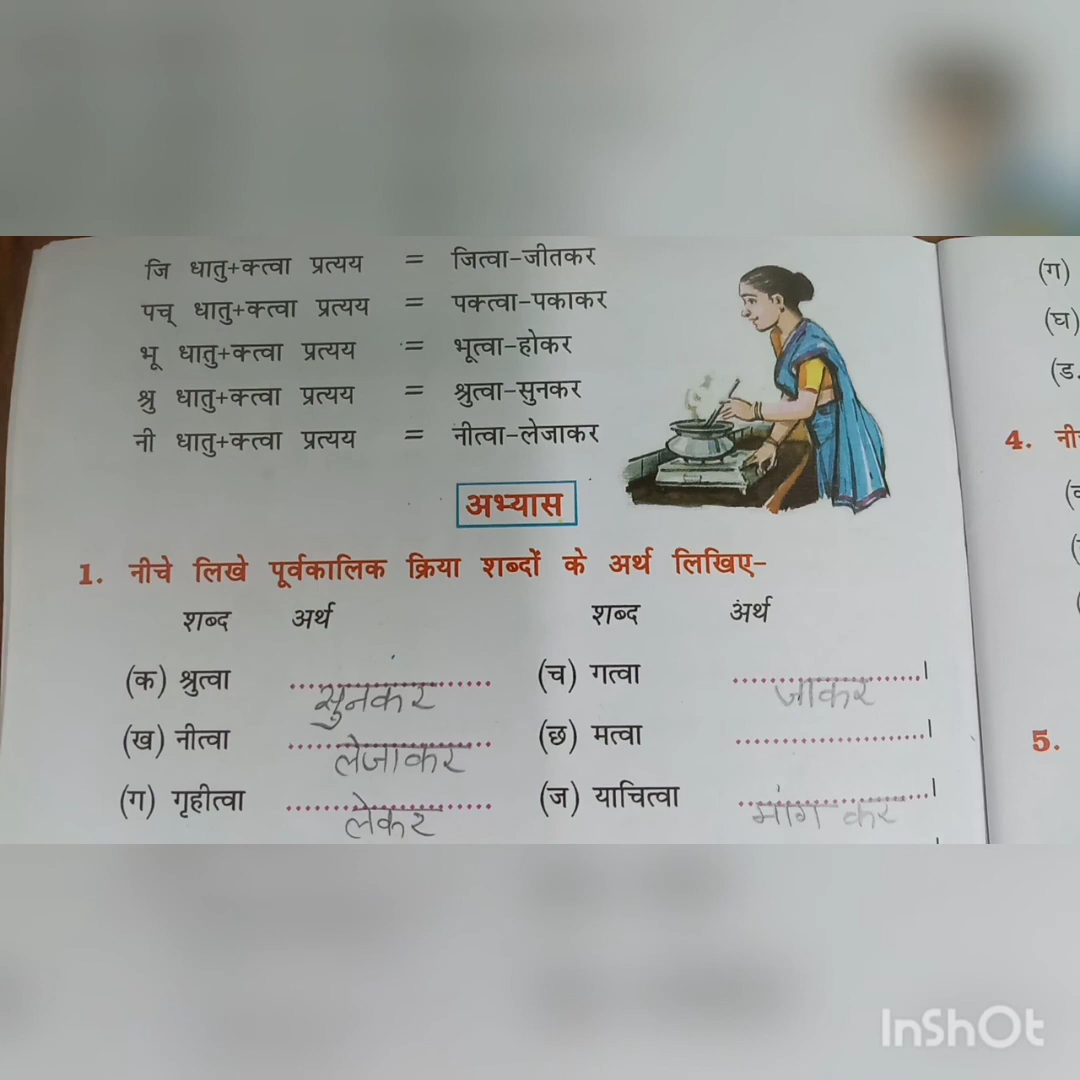 जि धातु+क्त्वा प्रत्यय = जित्वा-जीतकर
पच् धातु+क्त्वा प्रत्यय = पक्त्वा-पकाकर
भू धातु+क्त्वा प्रत्यय = भूत्वा-होकर
श्रु धातु+क्त्वा प्रत्यय = श्रुत्वा-सुनकर
नी धातु+क्त्वा प्रत्यय = नीत्वा-लेजाकर
अभ्यास
1. नीचे लिखे पूर्वकालिक क्रिया शब्दों के अर्थ लिखिए-
शब्द अर्थ शब्द अर्थ
(क) श्रुत्वा सुनकर (च) गत्वा जाकर ।
(ख) नीत्वा लेजाकर (छ) मत्वा ।
(ग) गृहीत्वा लेकर (ज) याचित्वा मांग कर ।
(ग)
(घ)
4.
5.
InShOt